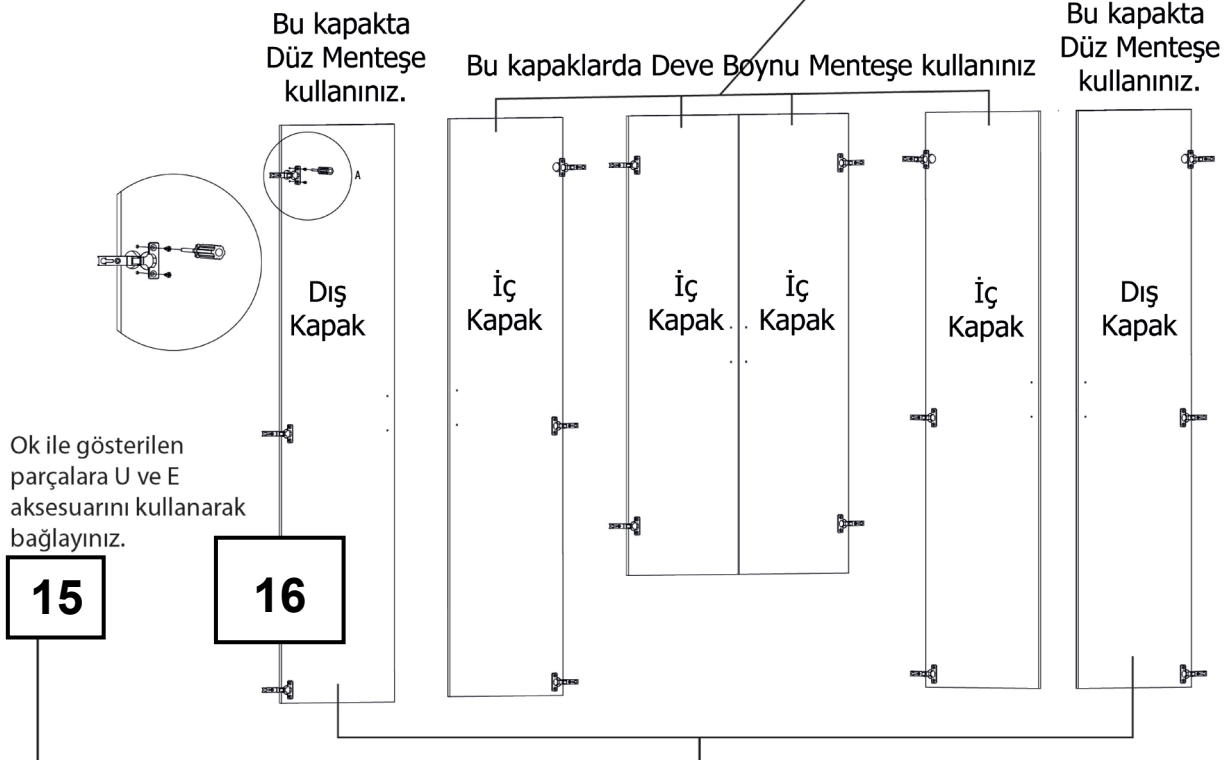 Bu kapakta
Düz Menteşe
kullanınız.
Bu kapaklarda Deve Boynu Menteşe kullanınız
Bu kapakta
Düz Menteşe
kullanınız.
A
Dış
Kapak
İç
Kapak
İç
Kapak
İç
Kapak
İç
Kapak
Dış
Kapak
Ok ile gösterilen
parçalara U ve E
aksesuarını kullanarak
bağlayınız.
15
16